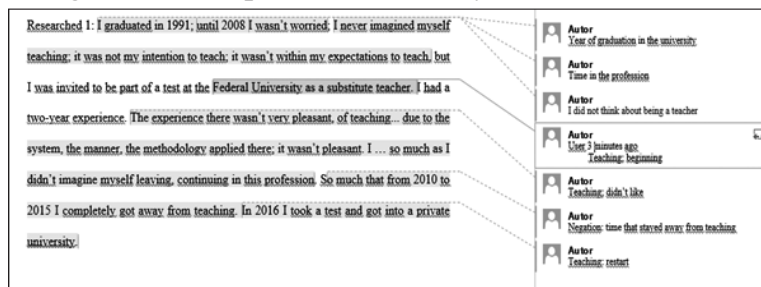 Researched 1: I graduated in 1991; until 2008 I wasn't worried; I never imagined myself
teaching; it was not my intention to teach; it wasn't within my expectations to teach, but
I was invited to be part of a test at the Federal University as a substitute teacher. I had a
two-year experience. The experience there wasn't very pleasant, of teaching... due to the
system, the manner, the methodology applied there; it wasn't pleasant. I … so much as I
didn't imagine myself leaving, continuing in this profession. So much that from 2010 to
2015 I completely got away from teaching. In 2016 I took a test and got into a private
university.
Autor
Year of graduation in the university
Autor
Time in the profession
Autor
I did not think about being a teacher
Autor
User 3 minutes ago
Teaching; beginning
Autor
Teaching; didn't like
Autor
Negation: time that stayed away from teaching
Autor
Teaching; restart